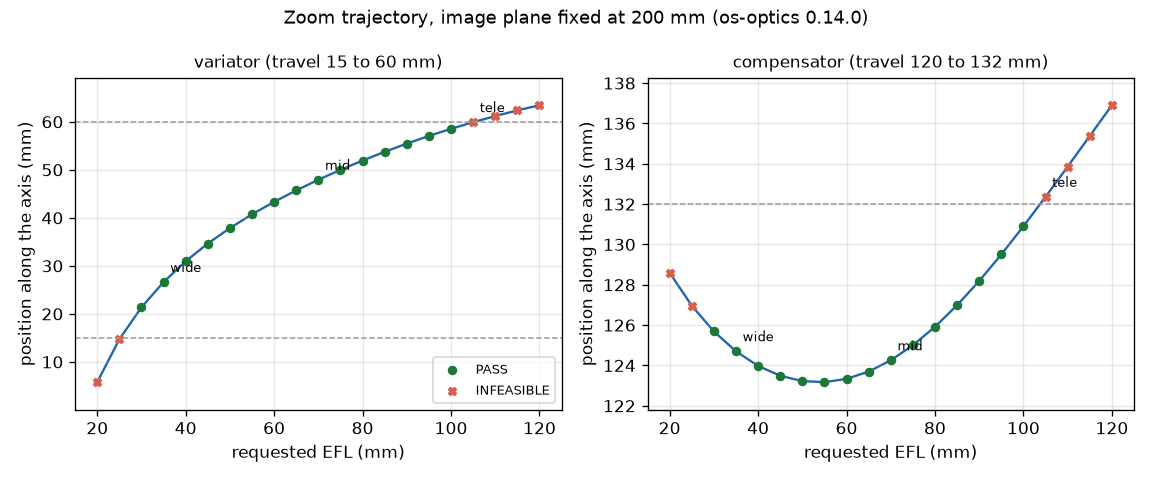 Zoom trajectory, image plane fixed at 200 mm (os-optics 0.14.0)
variator (travel 15 to 60 mm)
position along the axis (mm)
60
50
40
30
20
10
tele
mid
wide
PASS
INFEASIBLE
20 40 60 80 100 120
requested EFL (mm)
compensator (travel 120 to 132 mm)
position along the axis (mm)
138
136
134
132
130
128
126
124
122
tele
wide
mid
20 40 60 80 100 120
requested EFL (mm)